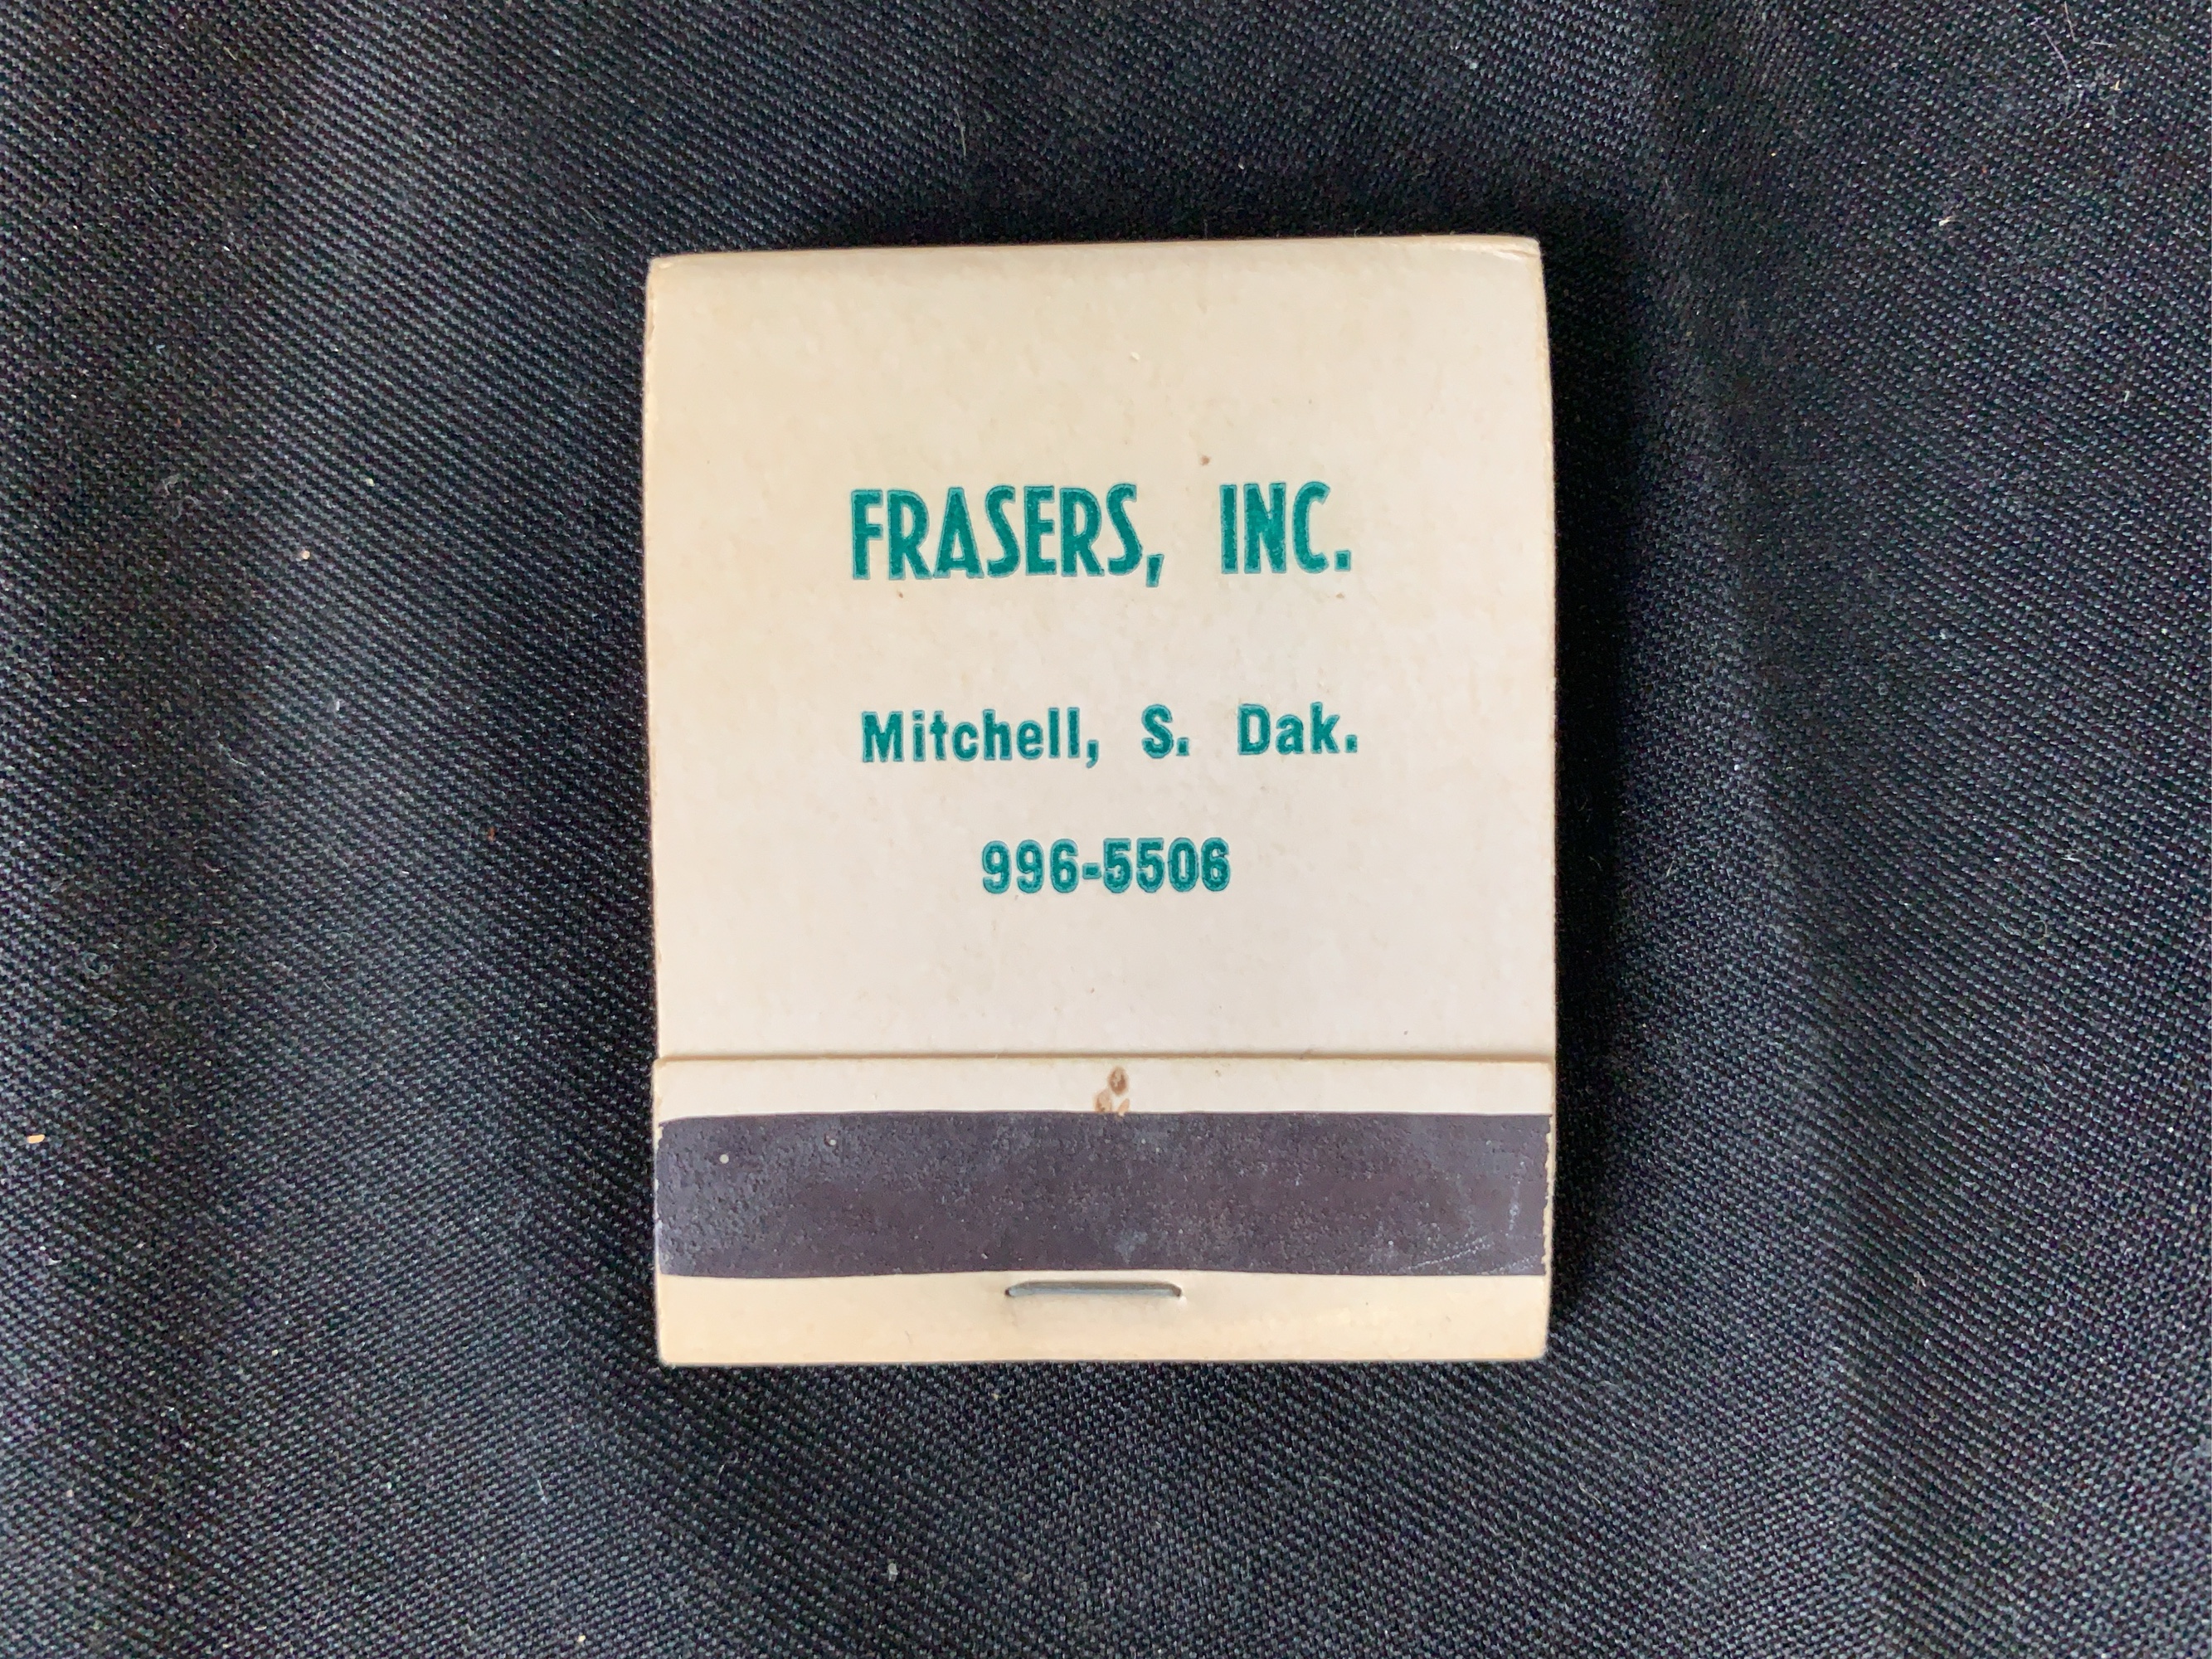 FRASERS, INC.
Mitchell, S. Dak.
996-5506